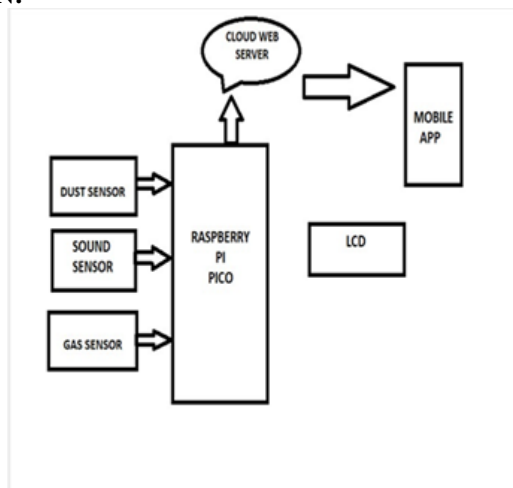 CLOUD WEB
SERVER
MOBILE
APP
DUST SENSOR
SOUND
SENSOR
GAS SENSOR
RASPBERRY
PI
PICO
LCD